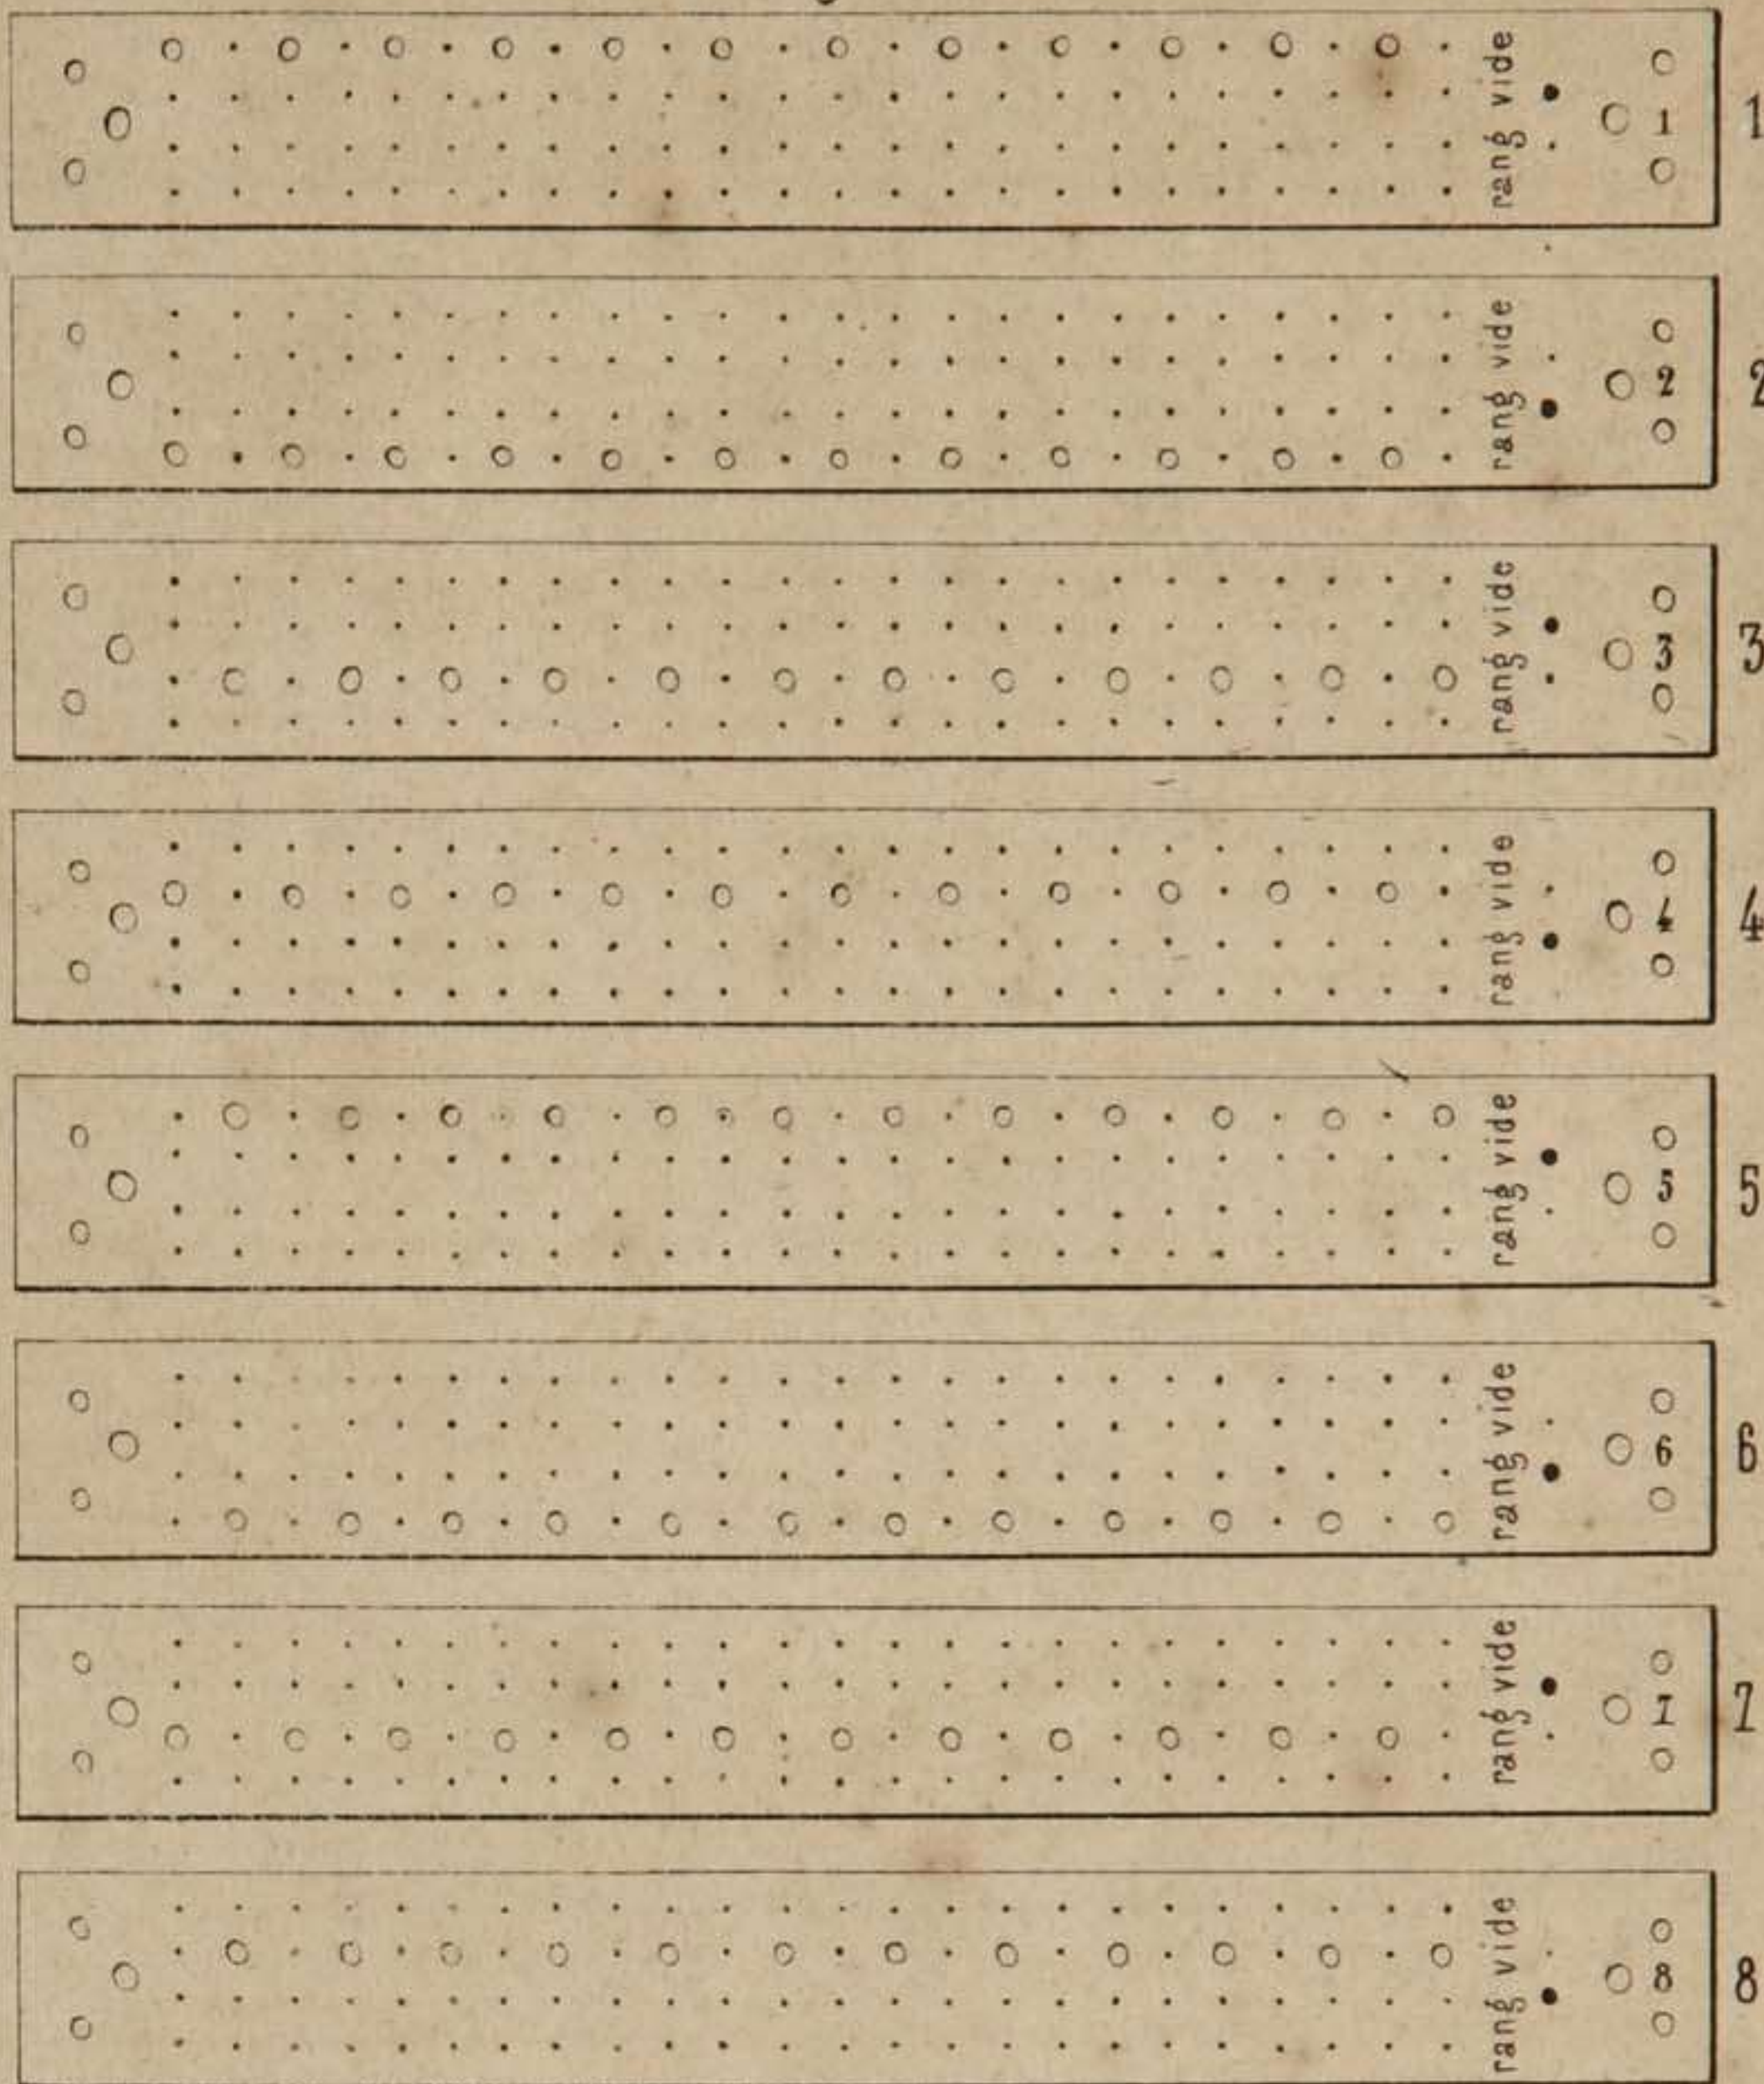 rang vide 1 1
rang vide 2 2
rang vide 3 3
rang vide 4 4
rang vide 5 5
rang vide 6 6
rang vide 7 7
rang vide 8 8